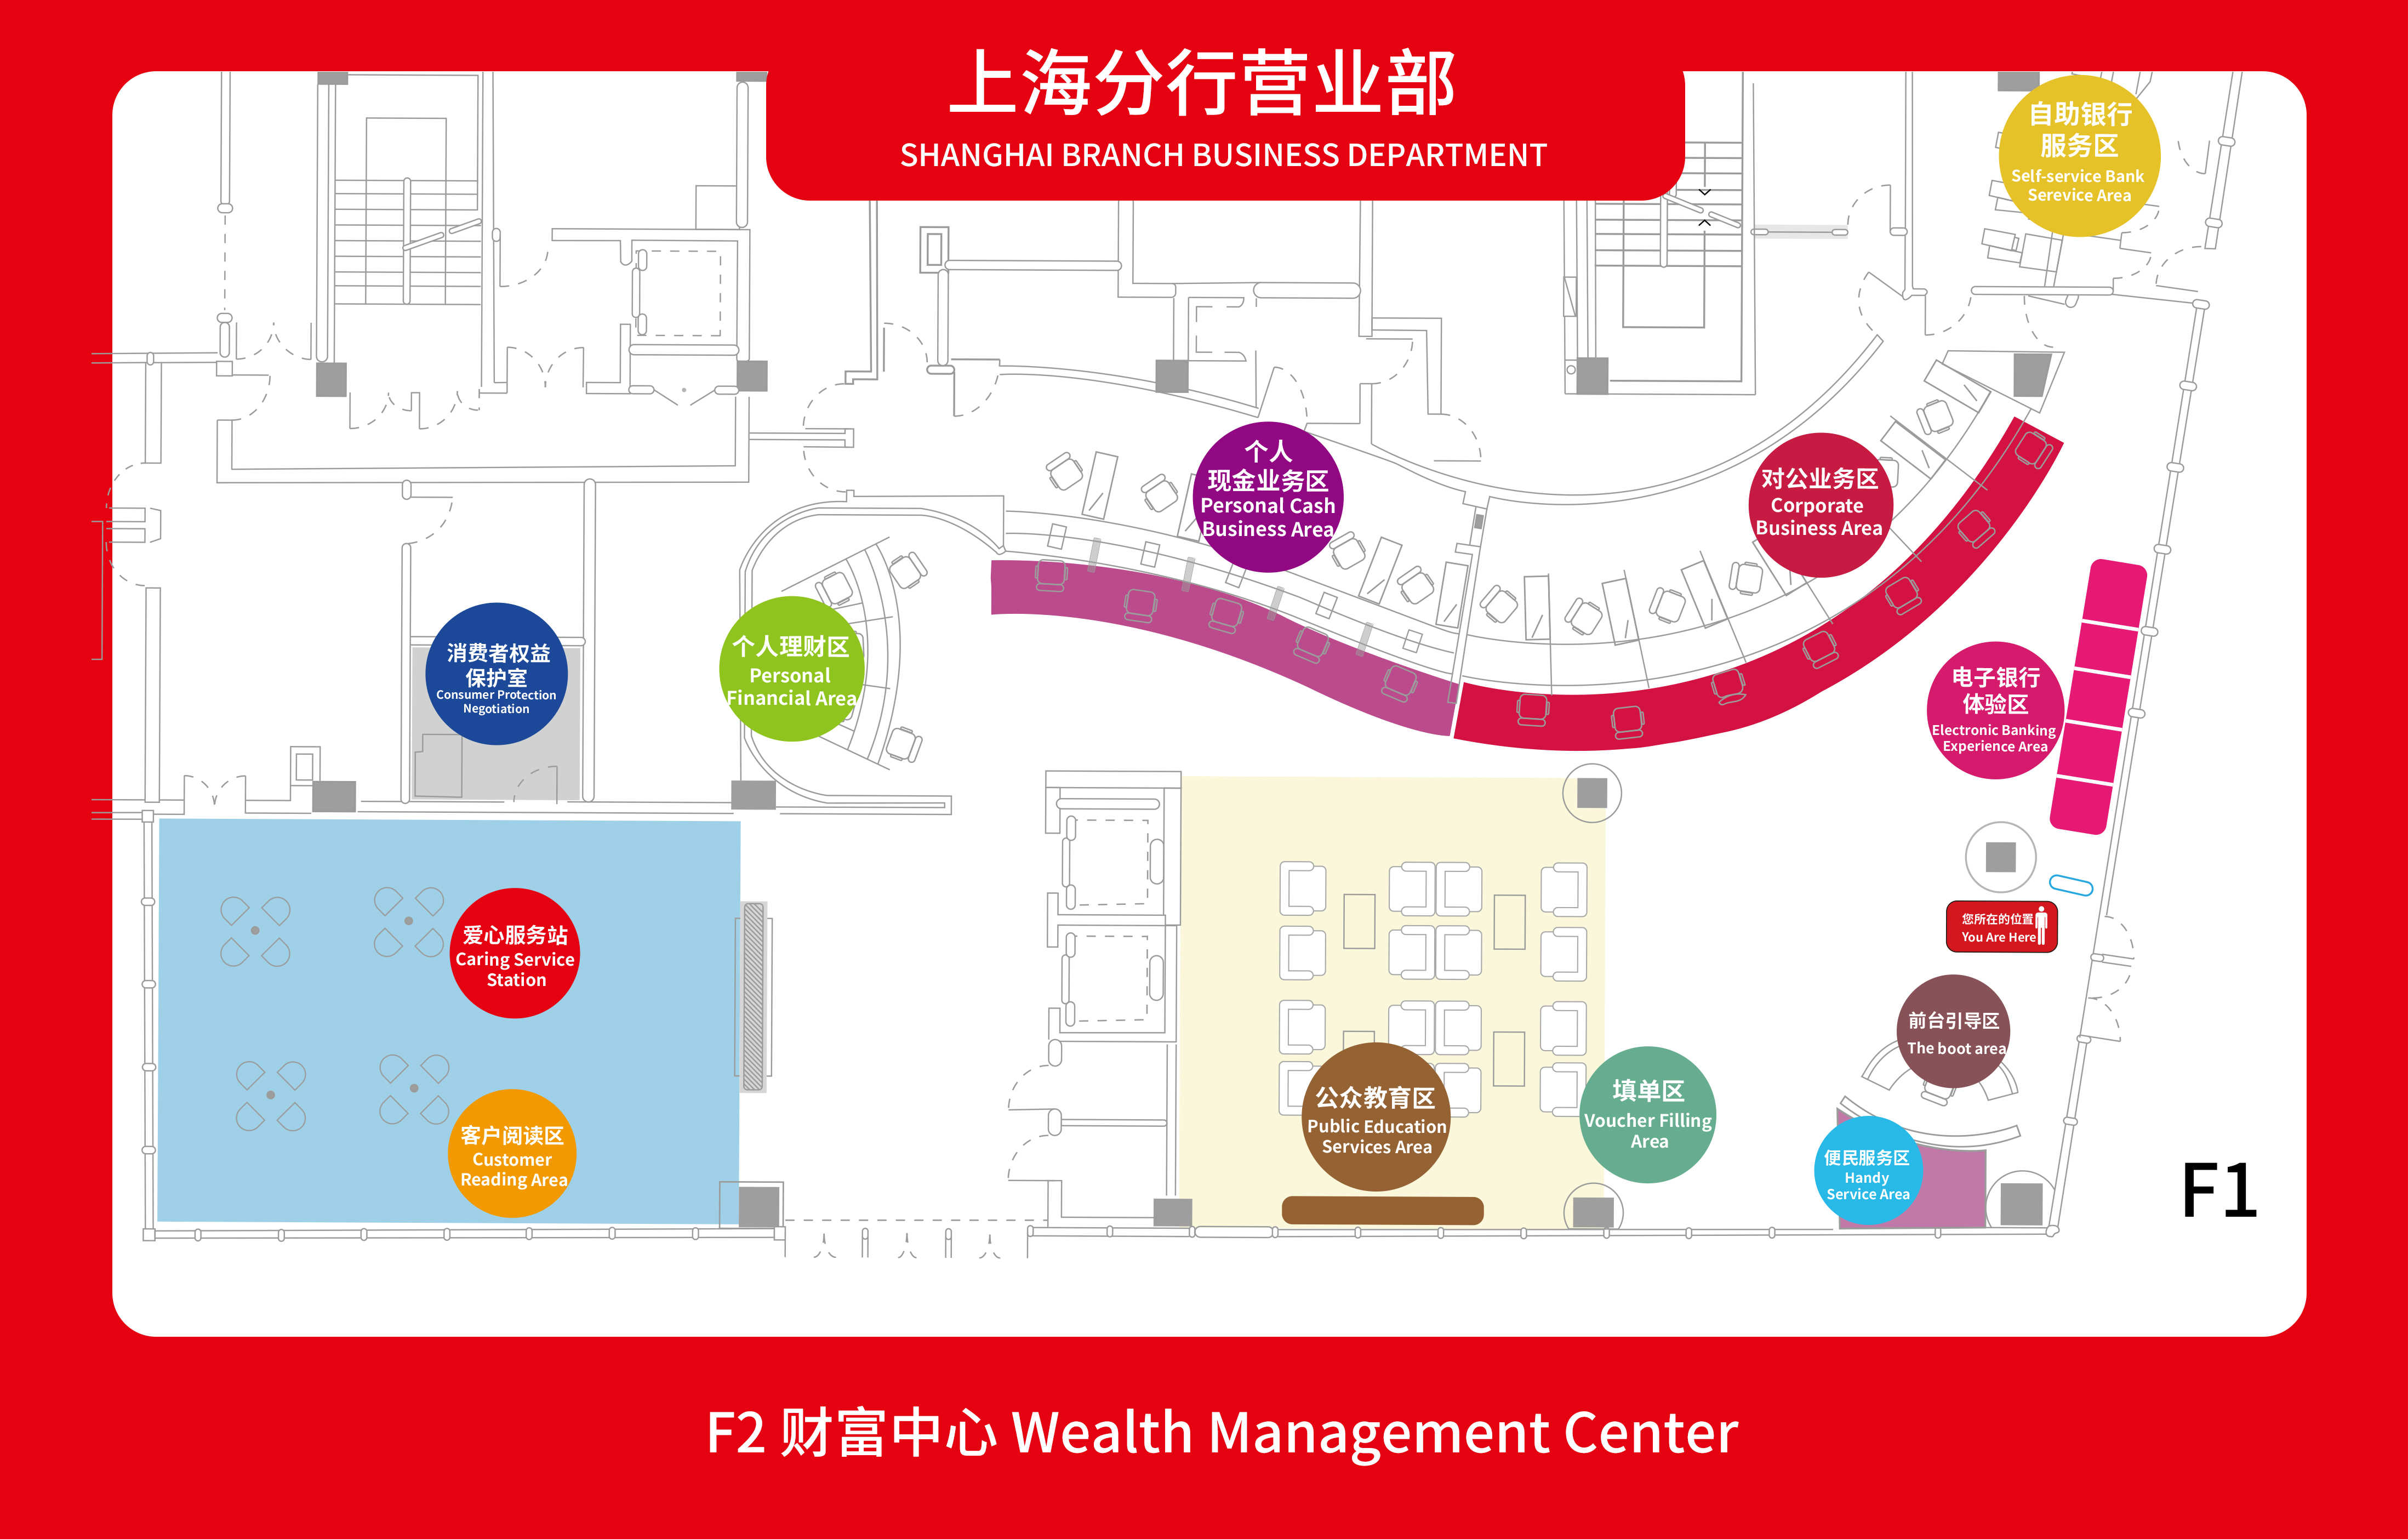 上海分行营业部
SHANGHAI BRANCH BUSINESS DEPARTMENT
自助银行
服务区
Self-service Bank
Serevice Area
个人
现金业务区
Personal Cash
Business Area
对公业务区
Corporate
Business Area
消费者权益
保护室
Consumer Protection
Negotiation
个人理财区
Personal
Financial Area
电子银行
体验区
Electronic Banking
Experience Area
您所在的位置
You Are Here
爱心服务站
Caring Service
Station
前台引导区
The boot area
公众教育区
Public Education
Services Area
填单区
Voucher Filling
Area
客户阅读区
Customer
Reading Area
便民服务区
Handy
Service Area
F1
F2 财富中心 Wealth Management Center